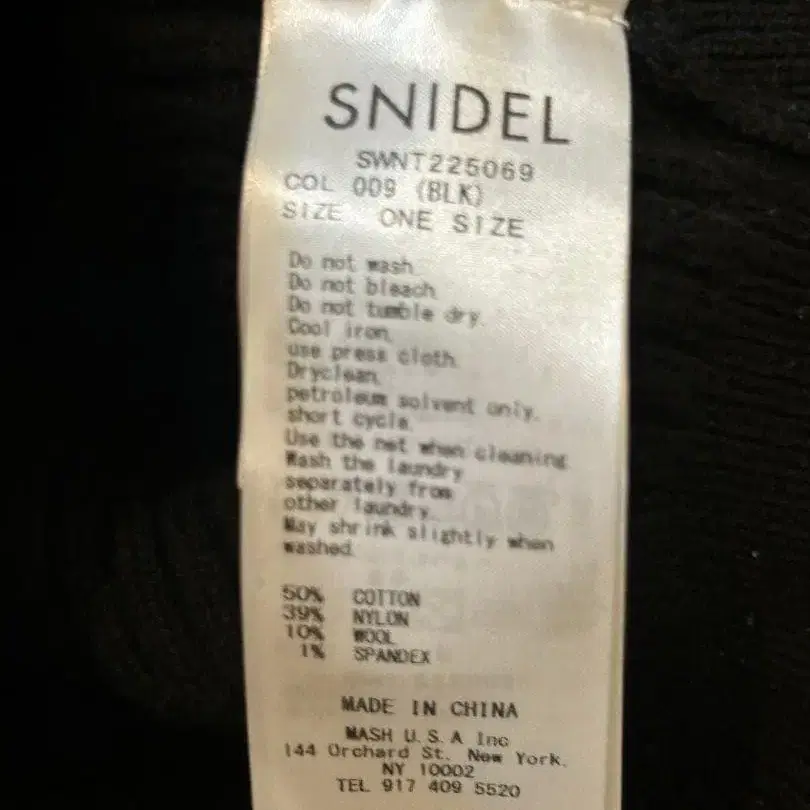 SNIDEL
SWNT225069
COL 009 (BLK)
SIZE ONE SIZE
Do not wash.
Do not bleach.
Do not tumble dry.
Cool iron,
use press cloth.
Dryclean,
petroleum solvent only.
short cycle.
Use the net when cleaning.
Wash the laundry
separately from
other laundry.
May shrink slightly when
washed.
50% COTTON
39% NYLON
10% WOOL
1% SPANDEX
MADE IN CHINA
MASH U.S.A Inc
144 Orchard St. New York.
NY 10002
TEL 917 409 5520